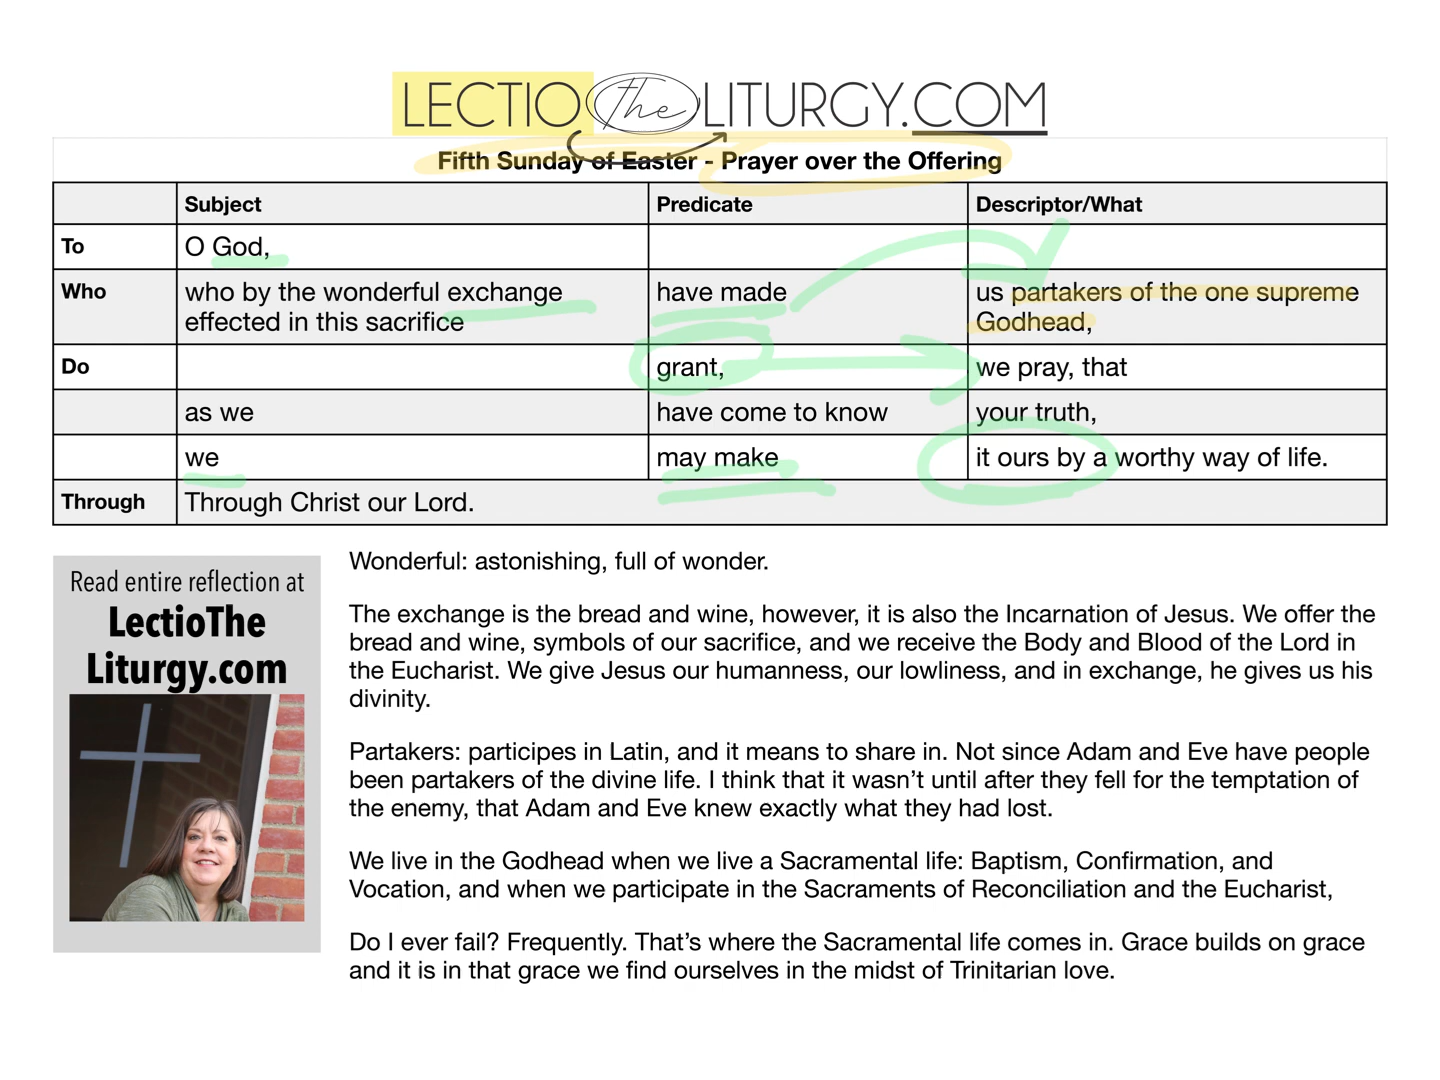 LECTIO the LITURGY.COM
Fifth Sunday of Easter - Prayer over the Offering
Subject Predicate Descriptor/What
To O God,
Who who by the wonderful exchange have made us partakers of the one supreme
effected in this sacrifice Godhead,
Do grant, we pray, that
as we have come to know your truth,
we may make it ours by a worthy way of life.
Through Through Christ our Lord.
Read entire reflection at
LectioThe
Liturgy.com
Wonderful: astonishing, full of wonder.
The exchange is the bread and wine, however, it is also the Incarnation of Jesus. We offer the
bread and wine, symbols of our sacrifice, and we receive the Body and Blood of the Lord in
the Eucharist. We give Jesus our humanness, our lowliness, and in exchange, he gives us his
divinity.
Partakers: participes in Latin, and it means to share in. Not since Adam and Eve have people
been partakers of the divine life. I think that it wasn’t until after they fell for the temptation of
the enemy, that Adam and Eve knew exactly what they had lost.
We live in the Godhead when we live a Sacramental life: Baptism, Confirmation, and
Vocation, and when we participate in the Sacraments of Reconciliation and the Eucharist,
Do I ever fail? Frequently. That’s where the Sacramental life comes in. Grace builds on grace
and it is in that grace we find ourselves in the midst of Trinitarian love.